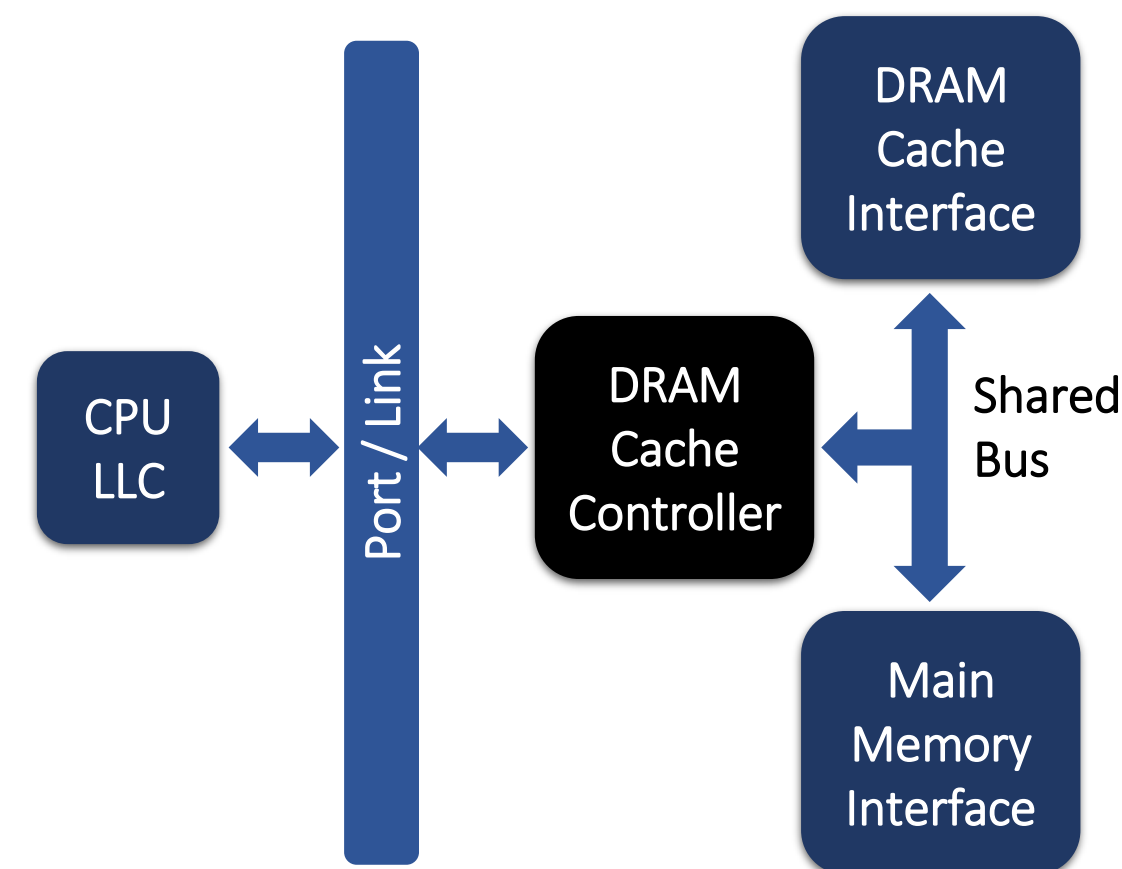 CPU
LLC
Port / Link
DRAM
Cache
Controller
DRAM
Cache
Interface
Shared
Bus
Main
Memory
Interface